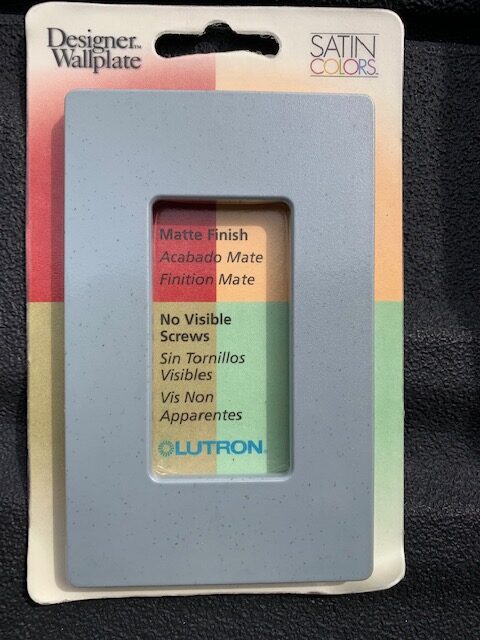 Designer™
Wallplate
SATIN
COLORS®
Matte Finish
Acabado Mate
Finition Mate
No Visible
Screws
Sin Tornillos
Visibles
Vis Non
Apparentes
LUTRON®